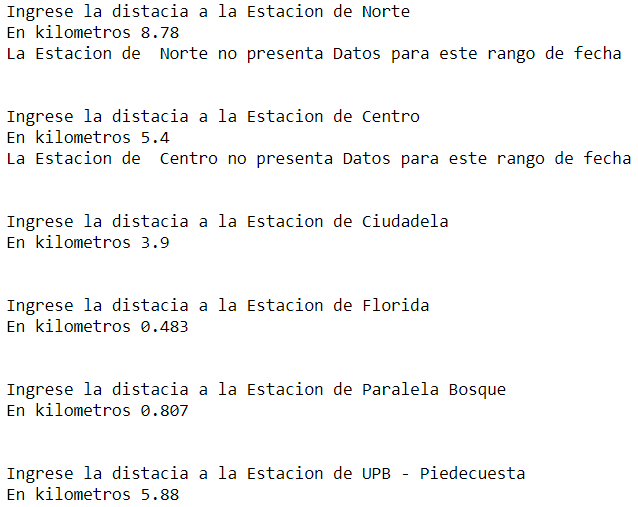 Ingrese la distacia a la Estacion de Norte
En kilometros 8.78
La Estacion de  Norte no presenta Datos para este rango de fecha
Ingrese la distacia a la Estacion de Centro
En kilometros 5.4
La Estacion de  Centro no presenta Datos para este rango de fecha
Ingrese la distacia a la Estacion de Ciudadela
En kilometros 3.9
Ingrese la distacia a la Estacion de Florida
En kilometros 0.483
Ingrese la distacia a la Estacion de Paralela Bosque
En kilometros 0.807
Ingrese la distacia a la Estacion de UPB - Piedecuesta
En kilometros 5.88